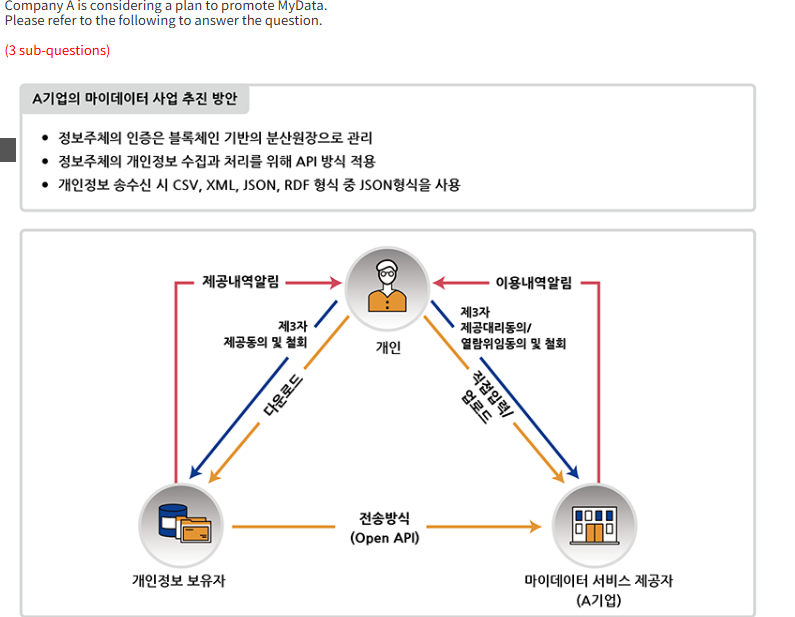 Company A is considering a plan to promote MyData.
Please refer to the following to answer the question.
(3 sub-questions)
A기업의 마이데이터 사업 추진 방안
• 정보주체의 인증은 블록체인 기반의 분산원장으로 관리
• 정보주체의 개인정보 수집과 처리를 위해 API 방식 적용
• 개인정보 송수신 시 CSV, XML, JSON, RDF 형식 중 JSON형식을 사용
제공내역알림
이용내역알림
제3자
제공동의 및 철회
개인
제3자
제공대리동의/
열람위임동의 및 철회
다운로드
직접입력/
업로드
전송방식
(Open API)
개인정보 보유자
마이데이터 서비스 제공자
(A기업)